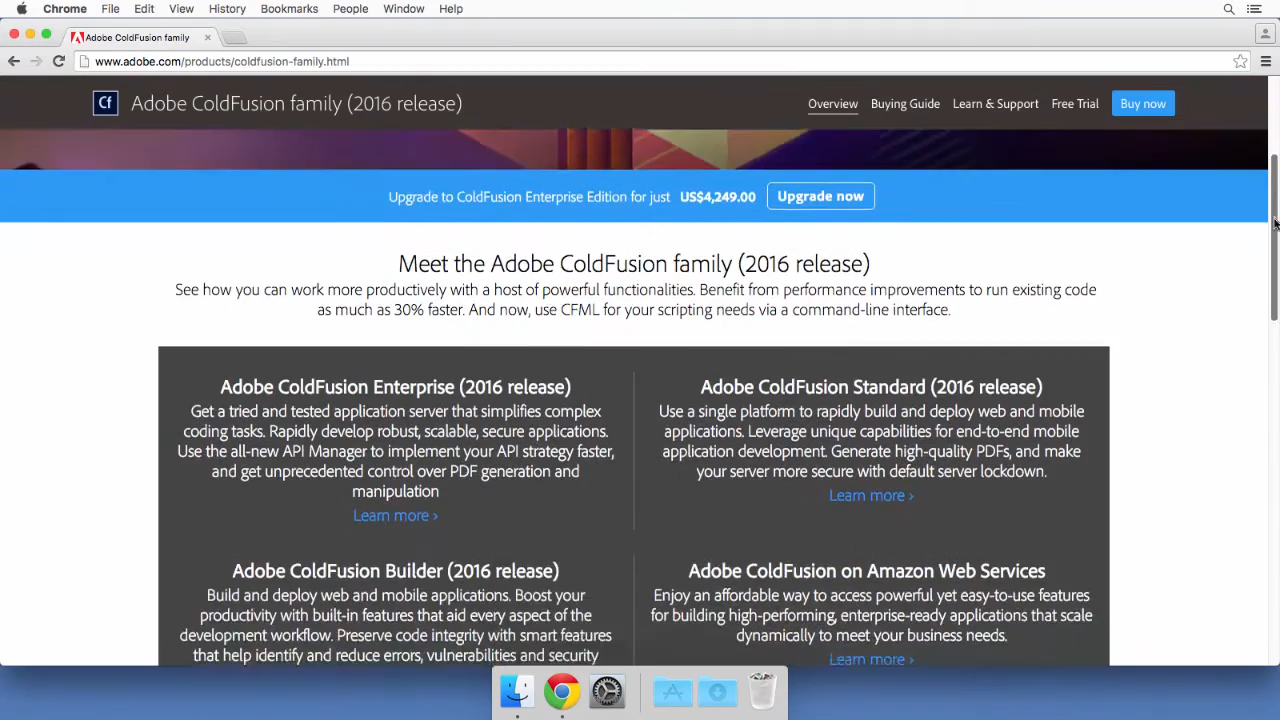 Chrome File Edit View History Bookmarks People Window Help
Adobe ColdFusion family
www.adobe.com/products/coldfusion-family.html
Cf Adobe ColdFusion family (2016 release) Overview Buying Guide Learn & Support Free Trial Buy now
Upgrade to ColdFusion Enterprise Edition for just US$4,249.00 Upgrade now
Meet the Adobe ColdFusion family (2016 release)
See how you can work more productively with a host of powerful functionalities. Benefit from performance improvements to run existing code
as much as 30% faster. And now, use CFML for your scripting needs via a command-line interface.
Adobe ColdFusion Enterprise (2016 release)
Get a tried and tested application server that simplifies complex
coding tasks. Rapidly develop robust, scalable, secure applications.
Use the all-new API Manager to implement your API strategy faster,
and get unprecedented control over PDF generation and
manipulation
Learn more ›
Adobe ColdFusion Standard (2016 release)
Use a single platform to rapidly build and deploy web and mobile
applications. Leverage unique capabilities for end-to-end mobile
application development. Generate high-quality PDFs, and make
your server more secure with default server lockdown.
Learn more ›
Adobe ColdFusion Builder (2016 release)
Build and deploy web and mobile applications. Boost your
productivity with built-in features that aid every aspect of the
development workflow. Preserve code integrity with smart features
that help identify and reduce errors, vulnerabilities and security
Adobe ColdFusion on Amazon Web Services
Enjoy an affordable way to access powerful yet easy-to-use features
for building high-performing, enterprise-ready applications that scale
dynamically to meet your business needs.
Learn more ›